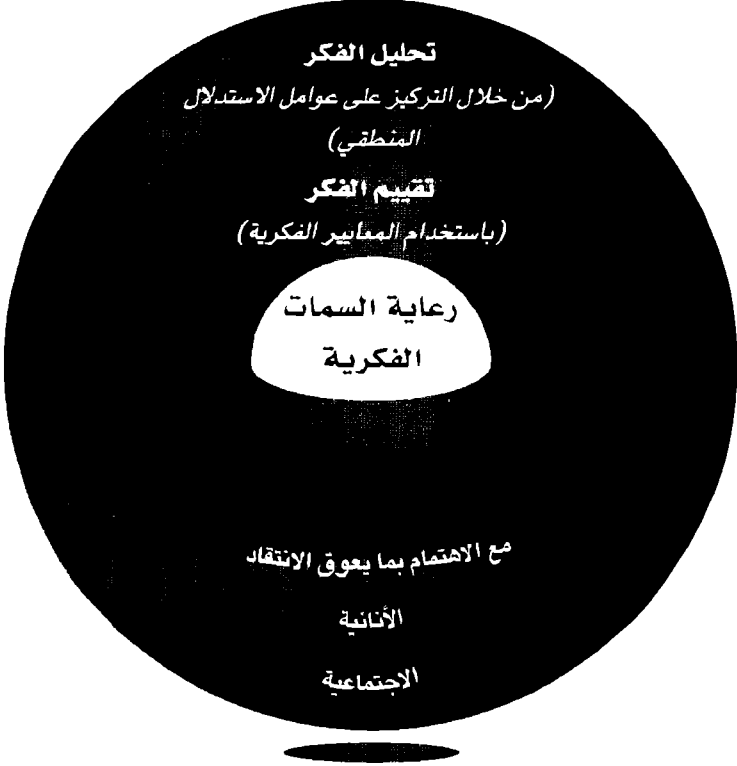 تحليل الفكر
(من خلال التركيز على عوامل الاستدلال
المنطقي)
تقييم الفكر
(باستخدام المعايير الفكرية)
رعاية السمات
الفكرية
مع الاهتمام بما يعوق الانتقاد
الأنانية
الاجتماعية